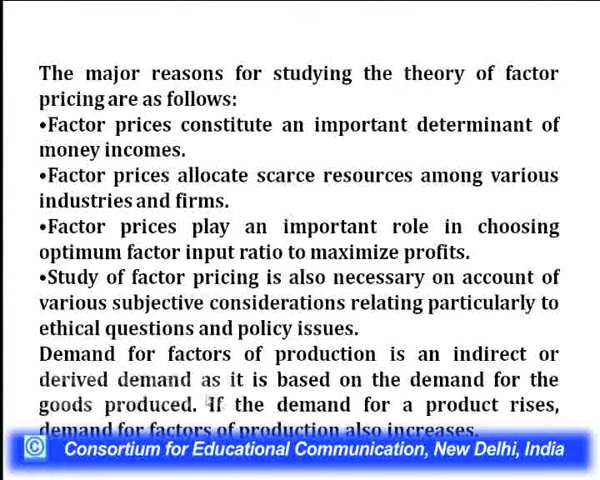 The major reasons for studying the theory of factor
pricing are as follows:
•Factor prices constitute an important determinant of
money incomes.
•Factor prices allocate scarce resources among various
industries and firms.
•Factor prices play an important role in choosing
optimum factor input ratio to maximize profits.
•Study of factor pricing is also necessary on account of
various subjective considerations relating particularly to
ethical questions and policy issues.
Demand for factors of production is an indirect or
derived demand as it is based on the demand for the
goods produced. If the demand for a product rises,
demand for factors of production also increases.
© Consortium for Educational Communication, New Delhi, India